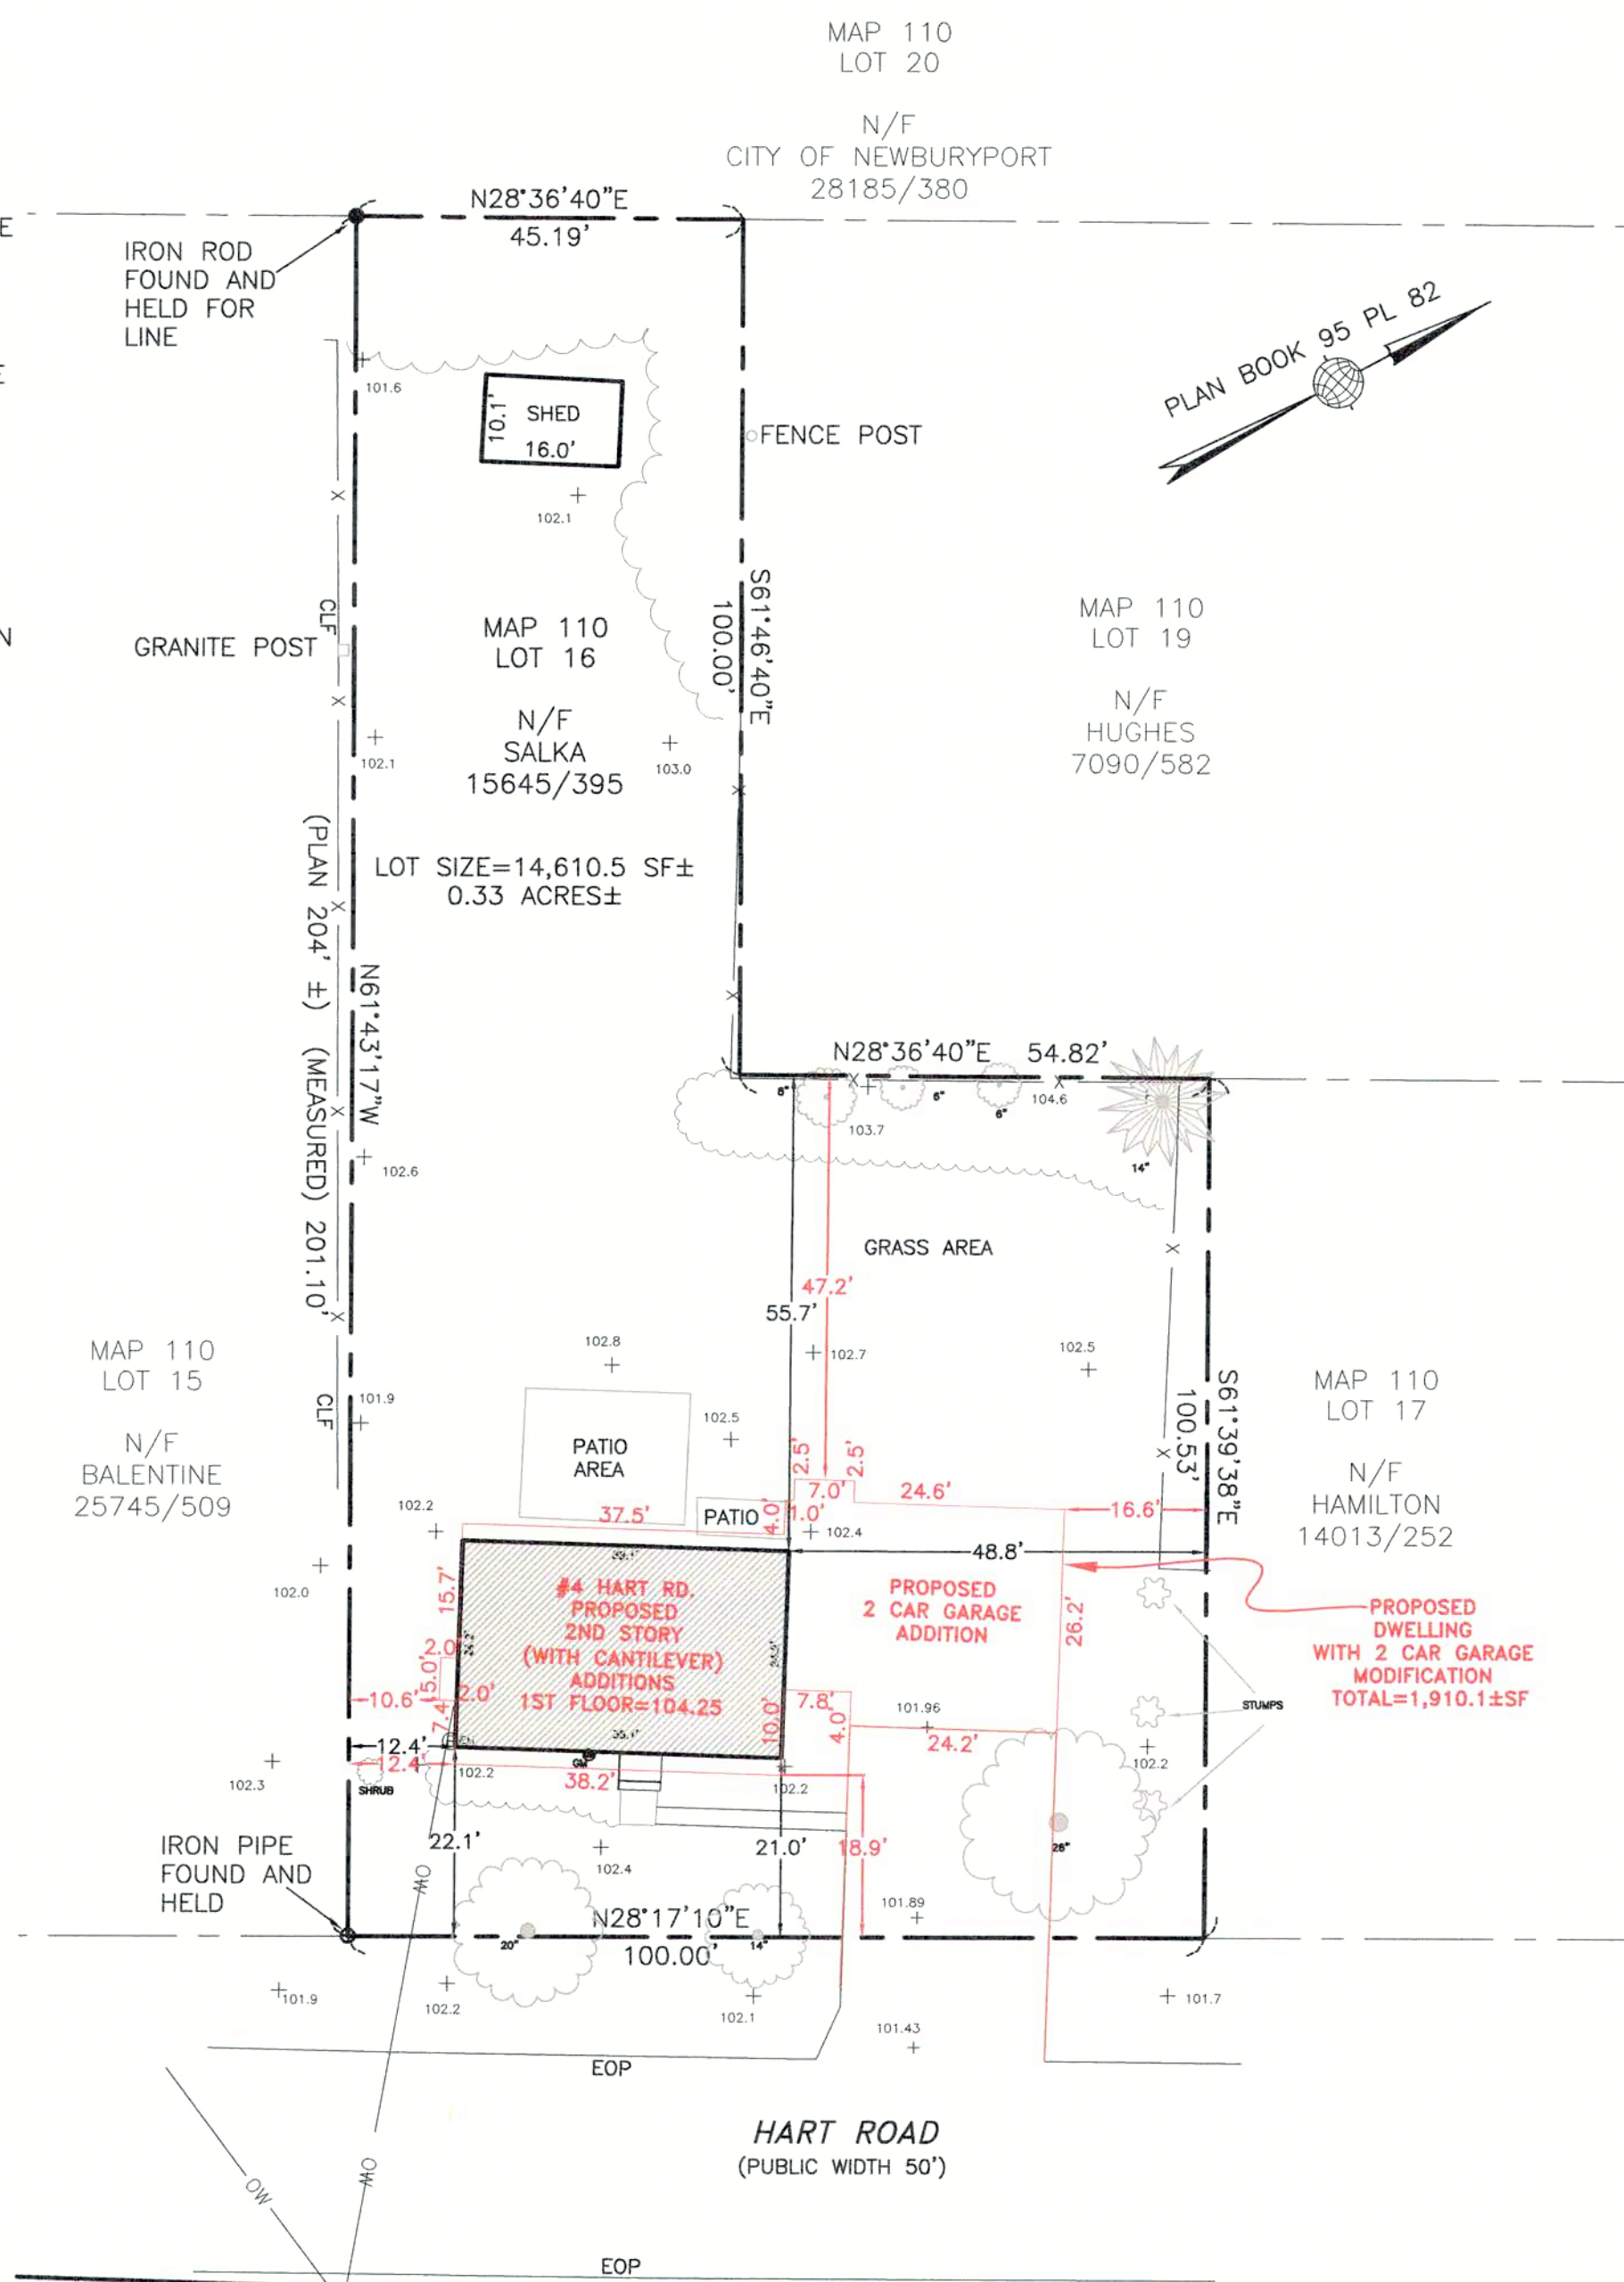 MAP 110
LOT 20
N/F
CITY OF NEWBURYPORT
28185/380
N28°36'40"E
45.19'
E
IRON ROD
FOUND AND
HELD FOR
LINE
PLAN BOOK 95 PL 82
E
101.6
SHED
10.1'
16.0'
FENCE POST
102.1
S61°46'40"E
100.00'
CLF
N
GRANITE POST
MAP 110
LOT 16
N/F
SALKA
15645/395
MAP 110
LOT 19
N/F
HUGHES
7090/582
102.1
103.0
LOT SIZE=14,610.5 SF±
0.33 ACRES±
(PLAN 204' ±) (MEASURED) 201.10'
N61°43'17"W
N28°36'40"E 54.82'
6"
6"
104.6
103.7
14"
102.6
GRASS AREA
47.2'
55.7'
102.8
102.7
102.5
MAP 110
LOT 15
N/F
BALENTINE
25745/509
CLF
101.9
102.5
PATIO
AREA
S61°39'38"E
100.53'
MAP 110
LOT 17
N/F
HAMILTON
14013/252
2.5'
2.5'
7.0'
24.6'
16.6'
102.2
37.5'
PATIO
4.0'
1.0'
102.4
48.8'
102.0
15.7'
#4 HART RD.
PROPOSED
2ND STORY
(WITH CANTILEVER)
ADDITIONS
1ST FLOOR=104.25
PROPOSED
2 CAR GARAGE
ADDITION
26.2'
PROPOSED
DWELLING
WITH 2 CAR GARAGE
MODIFICATION
TOTAL=1,910.1±SF
2.0'
5.0'
2.0'
10.6'
7.4'
10.0'
7.8'
4.0'
101.96
24.2'
STUMPS
12.4'
12.4'
102.2
GM
38.2'
102.2
102.2
102.3
SHRUB
IRON PIPE
FOUND AND
HELD
22.1'
21.0'
18.9'
26"
102.4
OW
101.89
N28°17'10"E
100.00'
20"
14"
101.9
102.2
102.1
101.7
101.43
EOP
HART ROAD
(PUBLIC WIDTH 50')
OW
OW
EOP